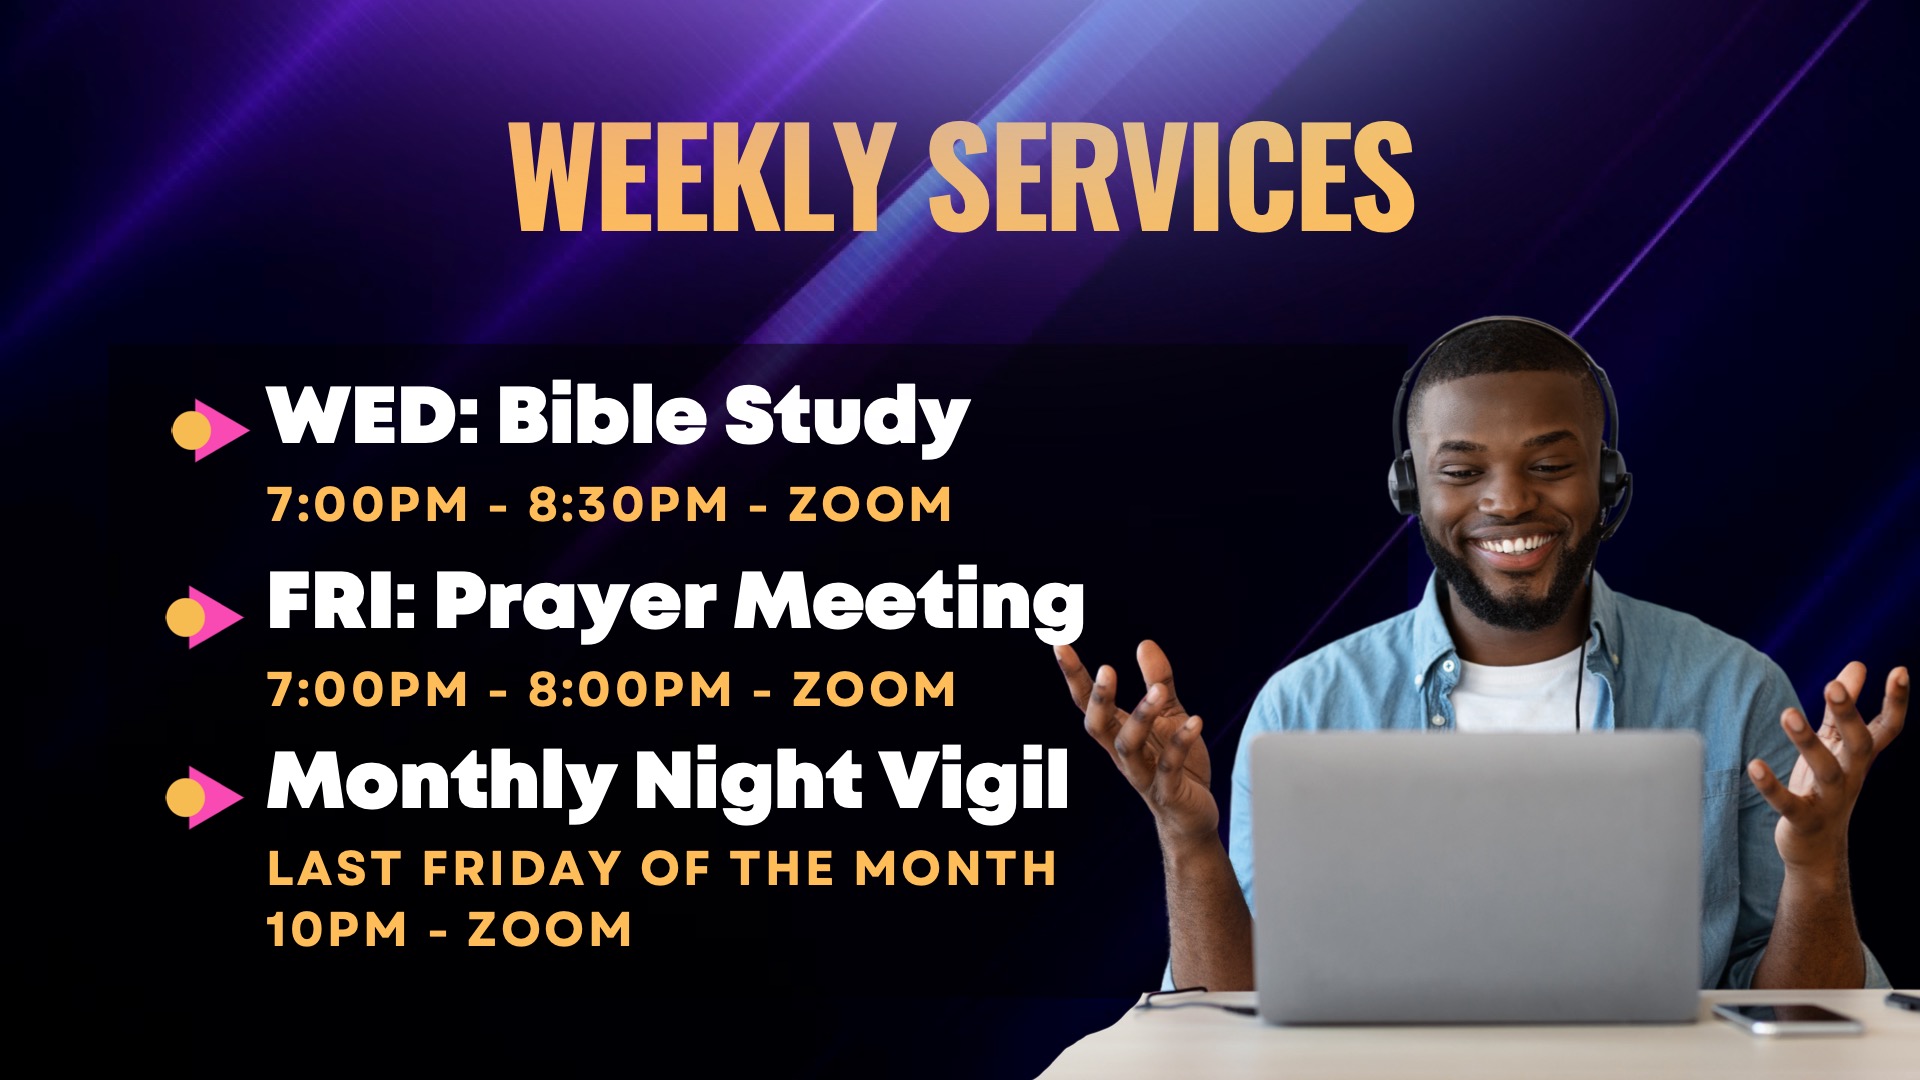 WEEKLY SERVICES
WED: Bible Study
7:00PM - 8:30PM - ZOOM
FRI: Prayer Meeting
7:00PM - 8:00PM - ZOOM
Monthly Night Vigil
LAST FRIDAY OF THE MONTH
10PM - ZOOM